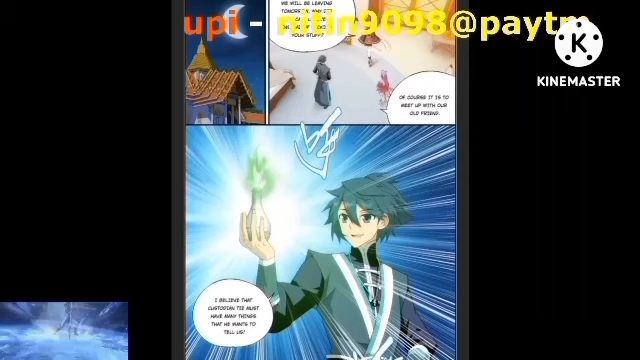 WE WILL BE LEAVING
upi - nitin9098@paytm
YOUR STUFF?
KINEMASTER
OF COURSE IT IS TO
MEET UP WITH OUR
OLD FRIEND.
I BELIEVE THAT
CUSTODIAN TIE MUST
HAVE MANY THINGS
THAT HE WANTS TO
TELL US!